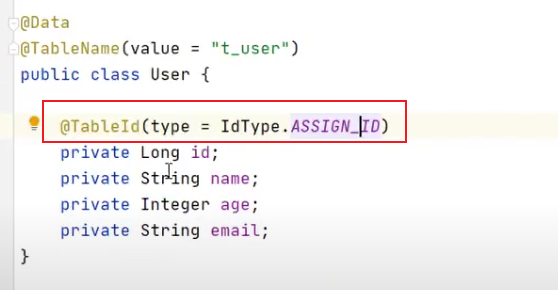 @Data
@TableName(value = "t_user")
public class User {
@TableId(type = IdType.ASSIGN_ID)
private Long id;
private String name;
private Integer age;
private String email;
}